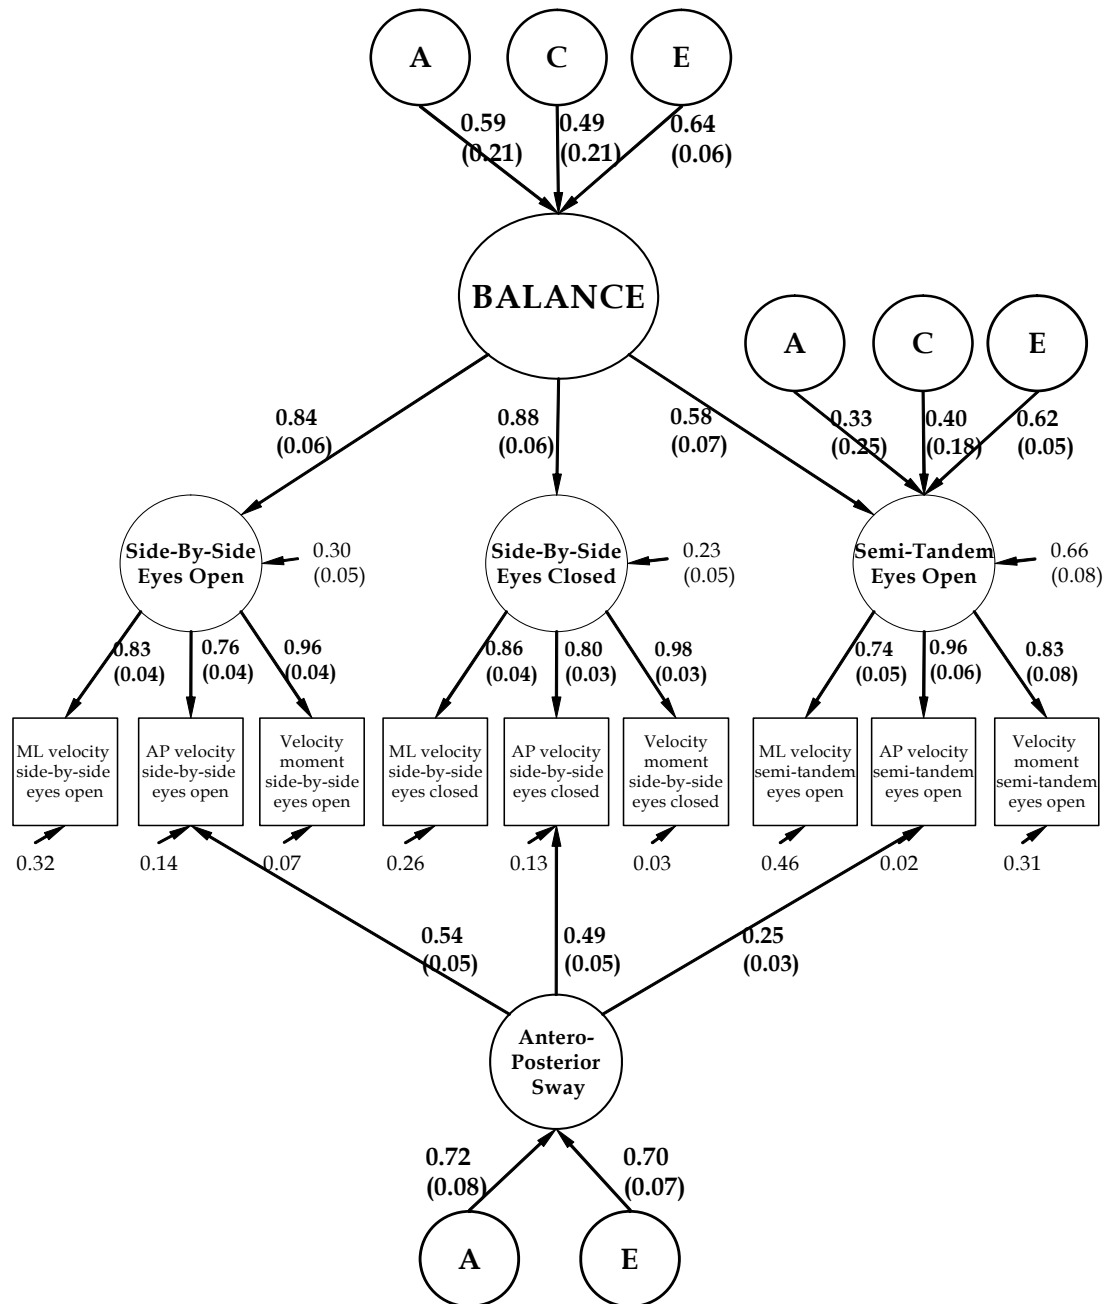 A C E
0.59 0.49 0.64
(0.21) (0.21) (0.06)
BALANCE
A C E
0.84 0.88 0.58 0.33 0.40 0.62
(0.06) (0.06) (0.07) (0.25) (0.18) (0.05)
Side-By-Side
Eyes Open
0.30
(0.05)
Side-By-Side
Eyes Closed
0.23
(0.05)
Semi-Tandem
Eyes Open
0.66
(0.08)
0.83 0.76 0.96 0.86 0.80 0.98 0.74 0.96 0.83
(0.04) (0.04) (0.04) (0.04) (0.03) (0.03) (0.05) (0.06) (0.08)
ML velocity
side-by-side
eyes open
AP velocity
side-by-side
eyes open
Velocity
moment
side-by-side
eyes open
ML velocity
side-by-side
eyes closed
AP velocity
side-by-side
eyes closed
Velocity
moment
side-by-side
eyes closed
ML velocity
semi-tandem
eyes open
AP velocity
semi-tandem
eyes open
Velocity
moment
semi-tandem
eyes open
0.32 0.14 0.07 0.26 0.13 0.03 0.46 0.02 0.31
0.54 0.49 0.25
(0.05) (0.05) (0.03)
Antero-
Posterior
Sway
0.72 0.70
(0.08) (0.07)
A E